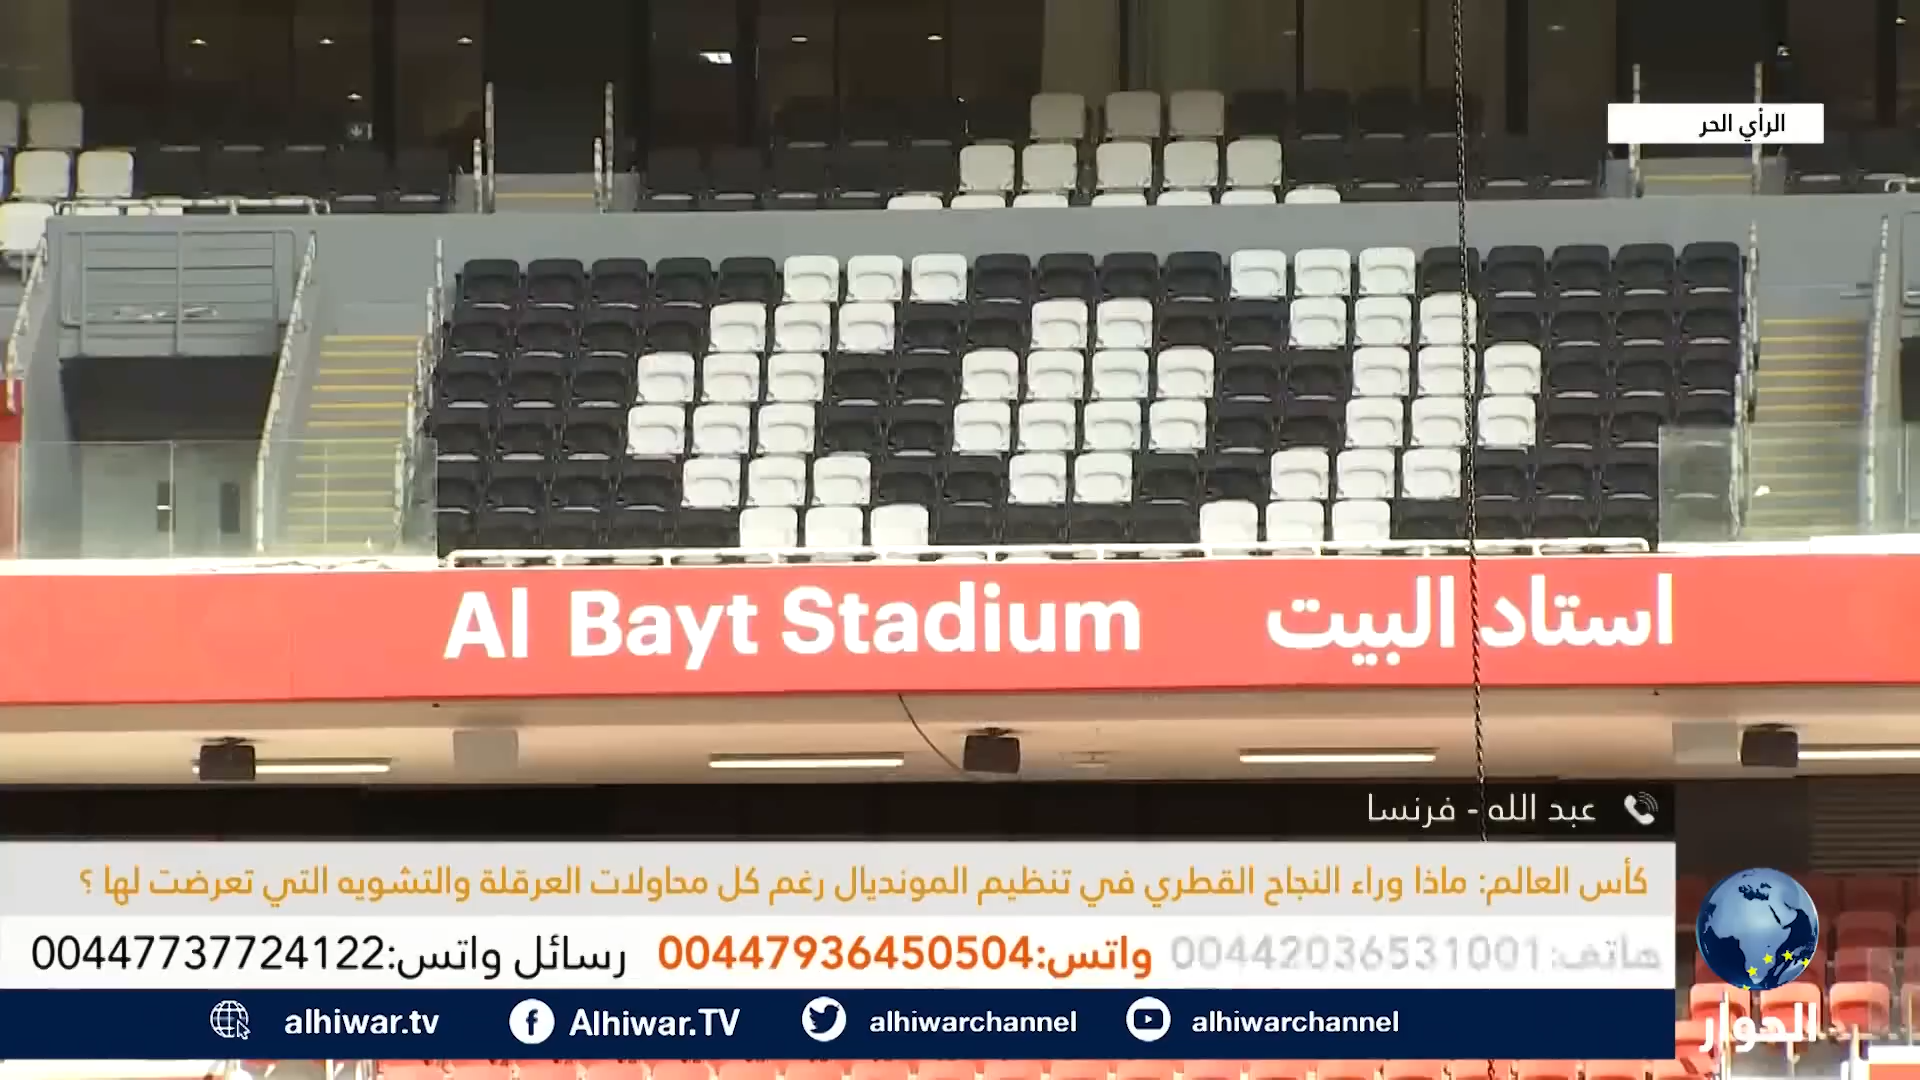 الرأي الحر
Al Bayt Stadium استاد البيت
عبد الله - فرنسا
كأس العالم: ماذا وراء النجاح القطري في تنظيم المونديال رغم كل محاولات العرقلة والتشويه التي تعرضت لها ؟
هاتف:00442036531001 واتس:00447936450504 رسائل واتس:00447737724122
alhiwar.tv Alhiwar.TV alhiwarchannel alhiwarchannel
الحوار